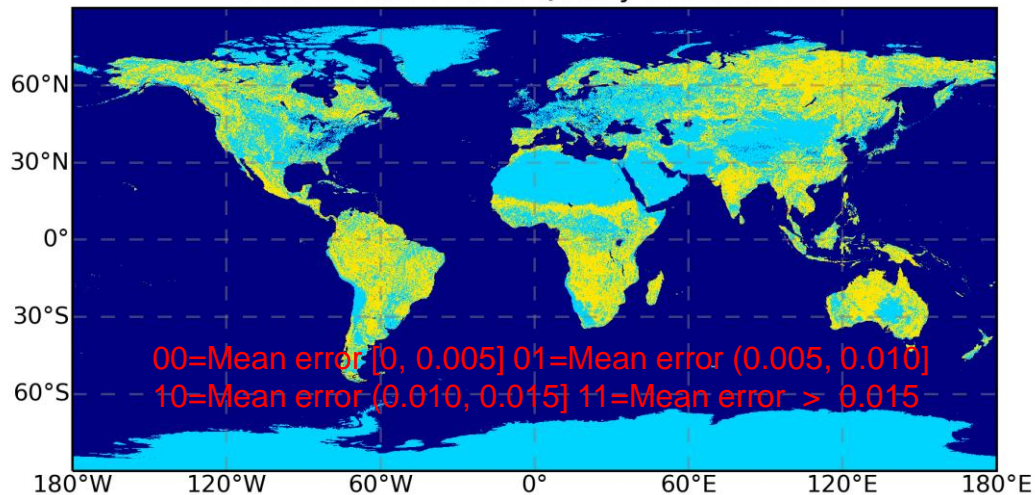 60°N
30°N
0°
30°S
00=Mean error [0, 0.005] 01=Mean error (0.005, 0.010]
10=Mean error (0.010, 0.015] 11=Mean error > 0.015
60°S
180°W 120°W 60°W 0° 60°E 120°E 180°E